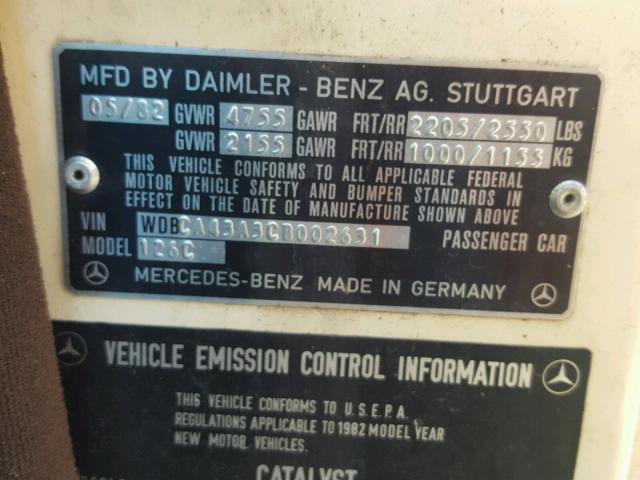 MFD BY DAIMLER - BENZ AG. STUTTGART
05/82 GVWR 4755 GAWR FRT/RR 2205/2330 LBS
GVWR 2155 GAWR FRT/RR 1000/1133 KG
THIS VEHICLE CONFORMS TO ALL APPLICABLE FEDERAL
MOTOR VEHICLE SAFETY AND BUMPER STANDARDS IN
EFFECT ON THE DATE OF MANUFACTURE SHOWN ABOVE
VIN WDBCA43A3CB002631 PASSENGER CAR
MODEL 126C
MERCEDES-BENZ MADE IN GERMANY
VEHICLE EMISSION CONTROL INFORMATION
THIS VEHICLE CONFORMS TO U.S.E.P.A.
REGULATIONS APPLICABLE TO 1982 MODEL YEAR
NEW MOTOR VEHICLES.
CATALYST